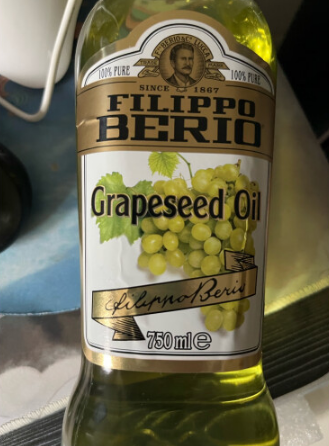 100% PURE
100% PURE
SINCE 1867
FILIPPO
BERIO
Grapeseed Oil
Filippo Berio
750 ml e